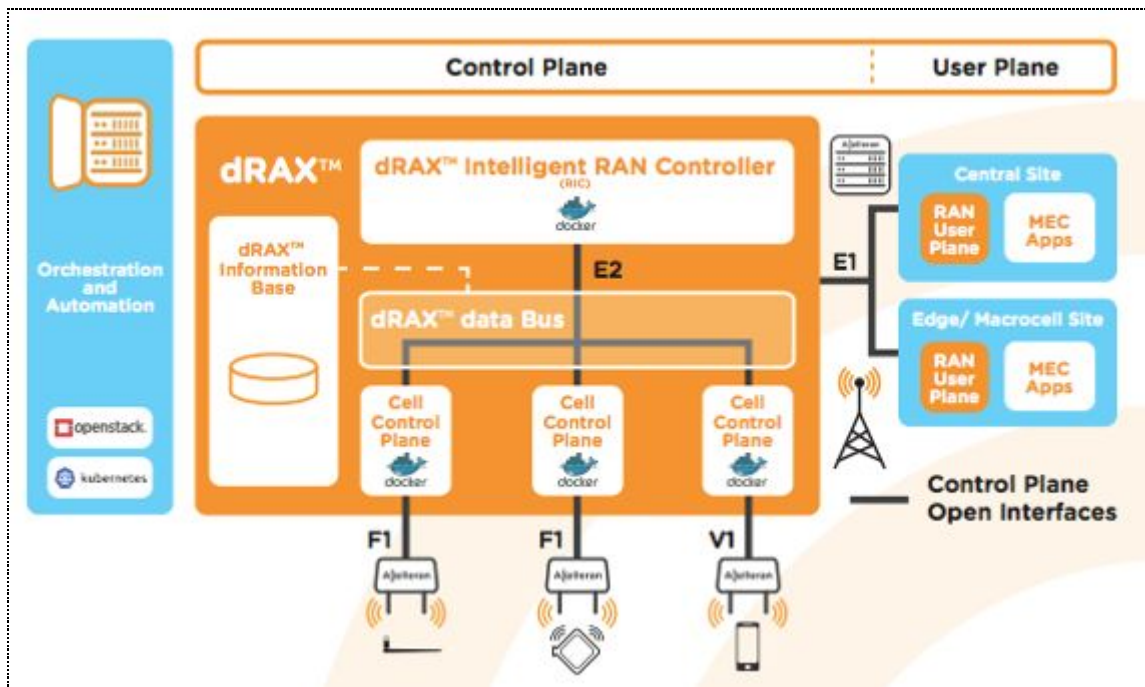 Control Plane
User Plane
Orchestration
and
Automation
openstack.
kubernetes
dRAX™
dRAX™
Information
Base
dRAX™ Intelligent RAN Controller
(RIC)
docker
E2
dRAX™ data Bus
Cell
Control
Plane
docker
Cell
Control
Plane
docker
Cell
Control
Plane
docker
F1
F1
V1
Accelleran
Accelleran
Accelleran
Accelleran
E1
Central Site
RAN
User
Plane
MEC
Apps
Edge/ Macrocell Site
RAN
User
Plane
MEC
Apps
Control Plane
Open Interfaces